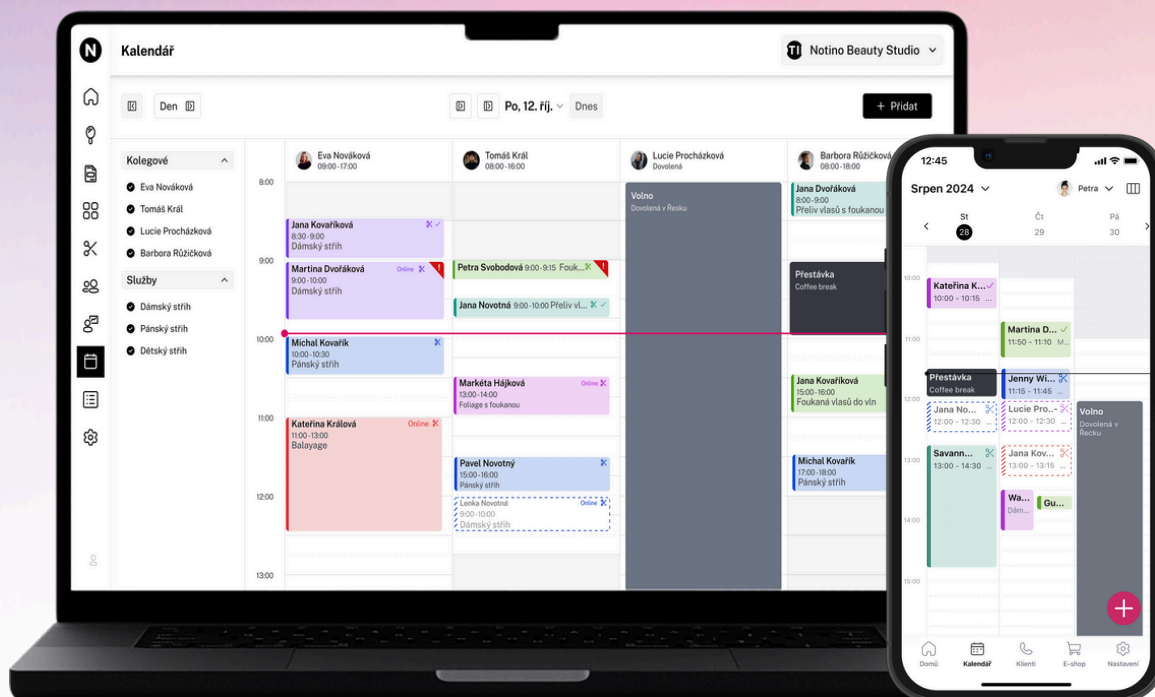 N
Kalendář
TI Notino Beauty Studio
Den
Po, 12. říj.
Dnes
+ Přidat
Kolegové
Eva Nováková
Tomáš Král
Lucie Procházková
Barbora Růžičková
Služby
Dámský střih
Pánský střih
Dětský střih
8:00
9:00
10:00
11:00
12:00
13:00
Eva Nováková
09:00-17:00
Jana Kovaříková
8:30-9:00
Dámský střih
Martina Dvořáková Online
9:00-10:00
Dámský střih
Michal Kovařík
10:00-10:30
Pánský střih
Kateřina Králová Online
11:00-13:00
Balayage
Tomáš Král
08:00-16:00
Petra Svobodová 9:00-9:15 Fouk...
Jana Novotná 9:00-10:00 Přeliv vl...
Markéta Hájková Online
13:00-14:00
Foliage s foukanou
Pavel Novotný
15:00-16:00
Pánský střih
Lenka Novotná Online
9:00-10:00
Dámský střih
Lucie Procházková
Dovolená
Volno
Dovolená v Řesku
Barbora Růžičková
08:00-18:00
Jana Dvořáková
8:00-9:00
Přeliv vlasů s foukanou
Přestávka
Coffee break
Jana Kovaříková
15:00-16:00
Foukaná vlasů do vln
Michal Kovařík
17:00-18:00
Pánský střih
12:45
Srpen 2024
Petra
St
28
Čt
29
Pá
30
10:00
11:00
12:00
13:00
14:00
15:00
Kateřina K...
10:00 - 10:15 ...
Přestávka
Coffee break
Jana No...
12:00 - 12:30 ...
Savann...
13:00 - 14:30 ...
Martina D...
11:50 - 11:10 M...
Jenny Wi...
11:15 - 11:45 ...
Lucie Pro...
12:00 - 12:30 ...
Jana Kov...
13:00 - 13:15 ...
Wa...
Dám...
Gu...
Volno
Dovolená v
Řecku
Domů
Kalendář
Klienti
E-shop
Nastavení